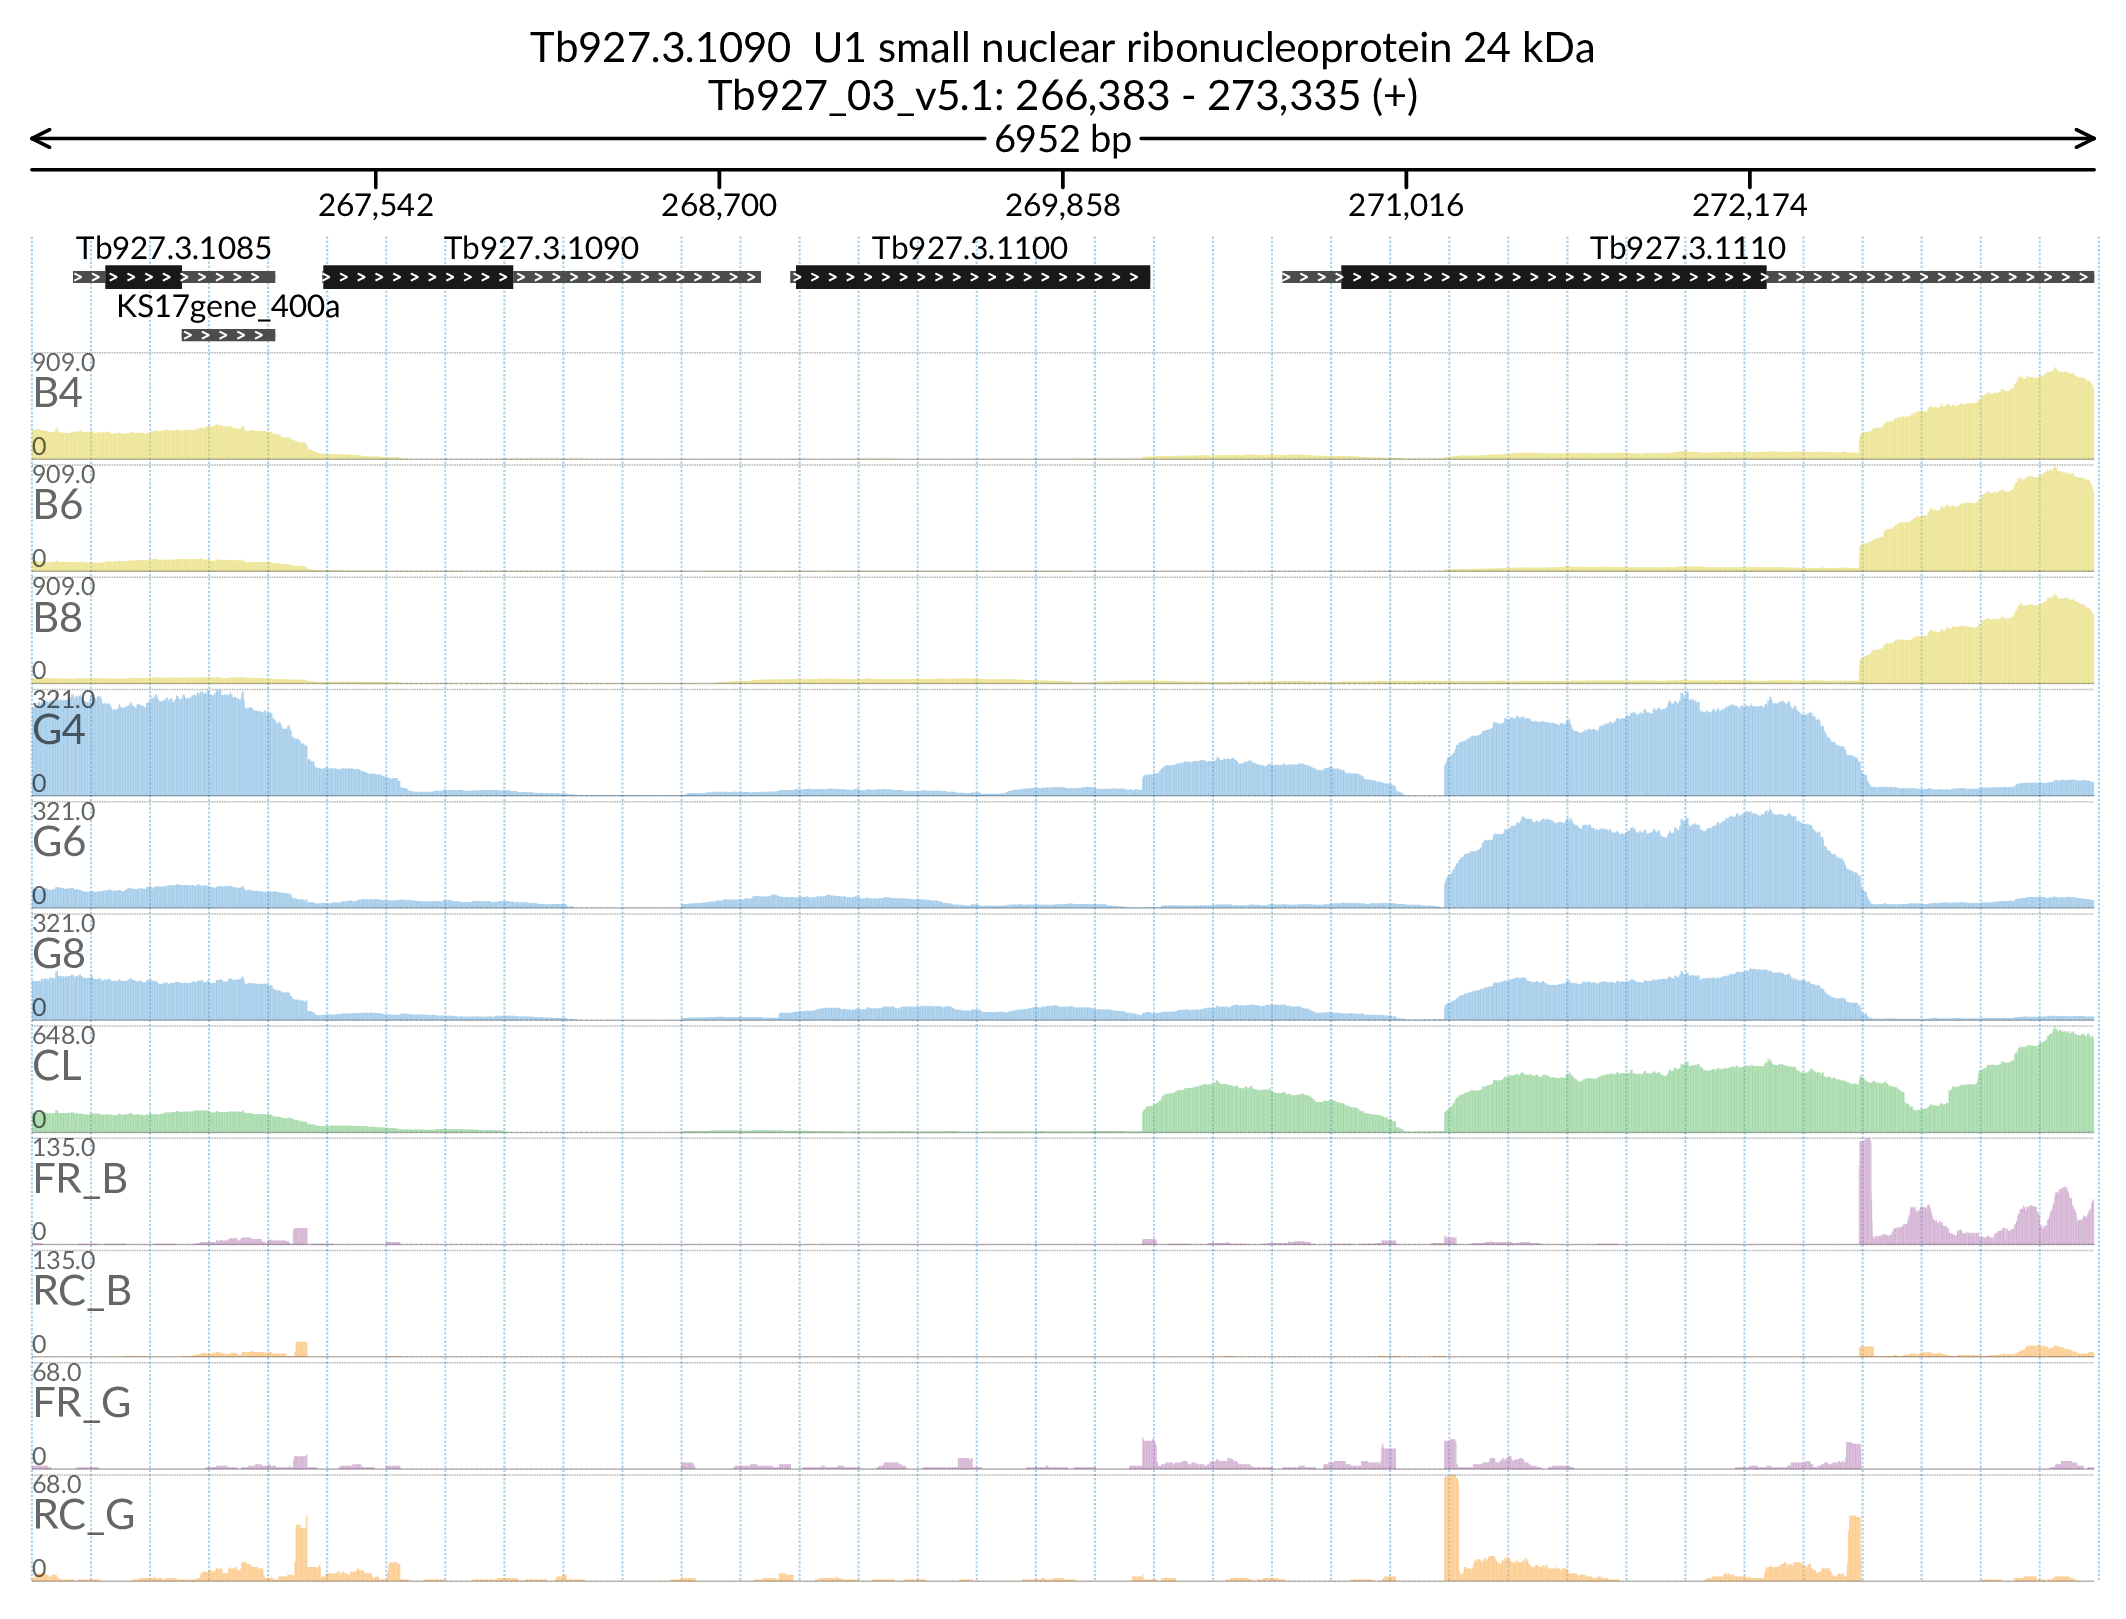 Tb927.3.1090  U1 small nuclear ribonucleoprotein 24 kDa
Tb927_03_v5.1: 266,383 - 273,335 (+)
6952 bp
267,542 268,700 269,858 271,016 272,174
Tb927.3.1085 Tb927.3.1090 Tb927.3.1100 Tb927.3.1110
KS17gene_400a
909.0
B4
0
909.0
B6
0
909.0
B8
0
321.0
G4
0
321.0
G6
0
321.0
G8
0
648.0
CL
0
135.0
FR_B
0
135.0
RC_B
0
68.0
FR_G
0
68.0
RC_G
0